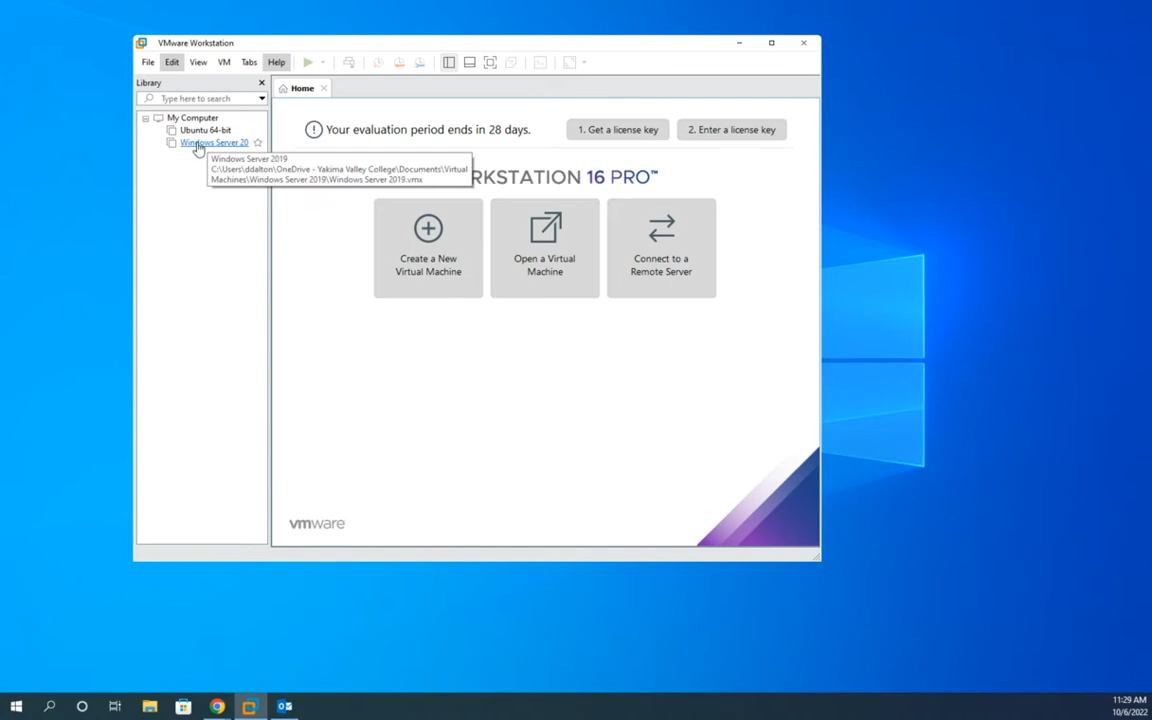 VMware Workstation
File Edit View VM Tabs Help
Library
Type here to search
Home
My Computer
Ubuntu 64-bit
Windows Server 20
Windows Server 2019
C:\Users\ddalton\OneDrive - Yakima Valley College\Documents\Virtual
Machines\Windows Server 2019\Windows Server 2019.vmx
Your evaluation period ends in 28 days.
1. Get a license key
2. Enter a license key
RKSTATION 16 PRO™
Create a New
Virtual Machine
Open a Virtual
Machine
Connect to a
Remote Server
vmware
11:29 AM
10/6/2022